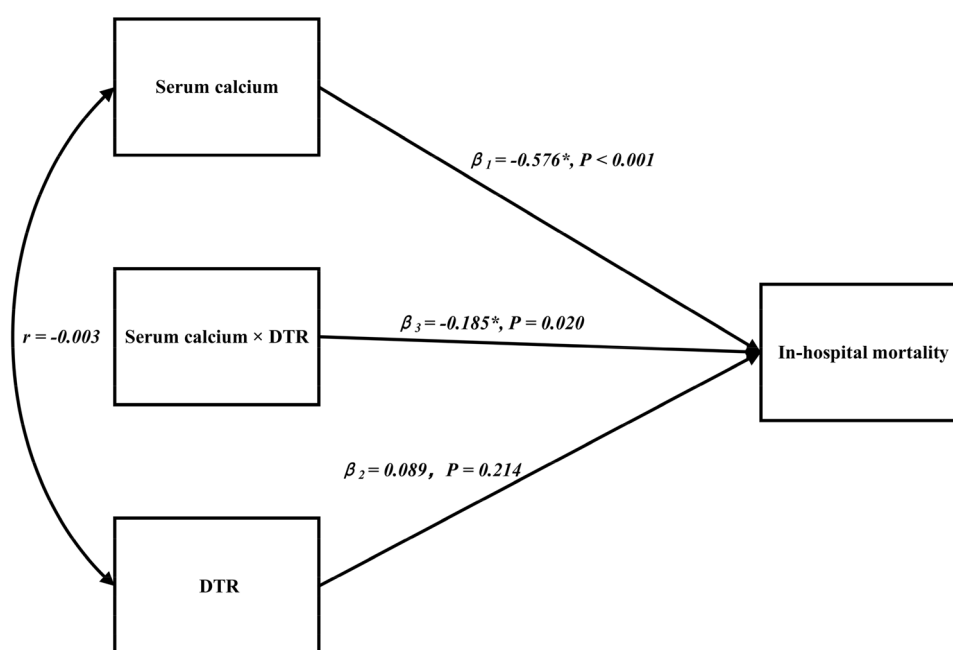 Serum calcium
β1 = -0.576*, P < 0.001
r = -0.003
Serum calcium × DTR
β3 = -0.185*, P = 0.020
In-hospital mortality
β2 = 0.089, P = 0.214
DTR